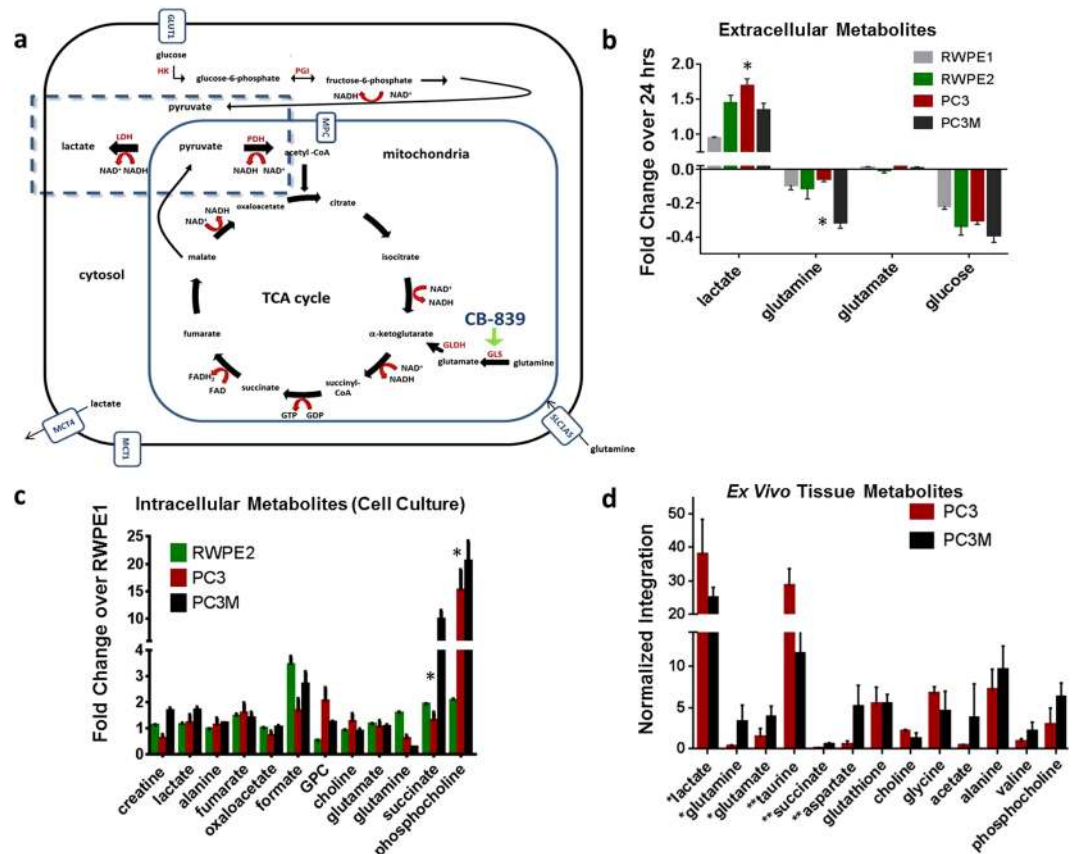 a
GLUT1
glucose
HK
glucose-6-phosphate
PGI
fructose-6-phosphate
NADH NAD⁺
pyruvate
MPC
LDH
lactate
NAD⁺ NADH
pyruvate
PDH
acetyl -CoA
NADH NAD⁺
mitochondria
oxaloacetate
citrate
NADH
NAD⁺
isocitrate
malate
cytosol
TCA cycle
NAD⁺
NADH
CB-839
fumarate
α-ketoglutarate
GLDH
glutamate
GLS
glutamine
FADH₂
FAD
succinate
succinyl-
CoA
NAD⁺
NADH
GTP GDP
lactate
MCT4
MCT1
SLC1A5
glutamine
b
Extracellular Metabolites
Fold Change over 24 hrs
RWPE1
RWPE2
PC3
PC3M
2.0
1.5
1.0
0.0
-0.2
-0.4
*
*
lactate
glutamine
glutamate
glucose
c
Intracellular Metabolites (Cell Culture)
Fold Change over RWPE1
RWPE2
PC3
PC3M
25
20
15
10
5
4
3
2
1
0
*
*
creatine
lactate
alanine
fumarate
oxaloacetate
formate
GPC
choline
glutamate
glutamine
succinate
phosphocholine
d
Ex Vivo Tissue Metabolites
Normalized Integration
PC3
PC3M
50
40
30
20
10
5
0
*lactate
*glutamine
*glutamate
**taurine
**succinate
**aspartate
glutathione
choline
glycine
acetate
alanine
valine
phosphocholine